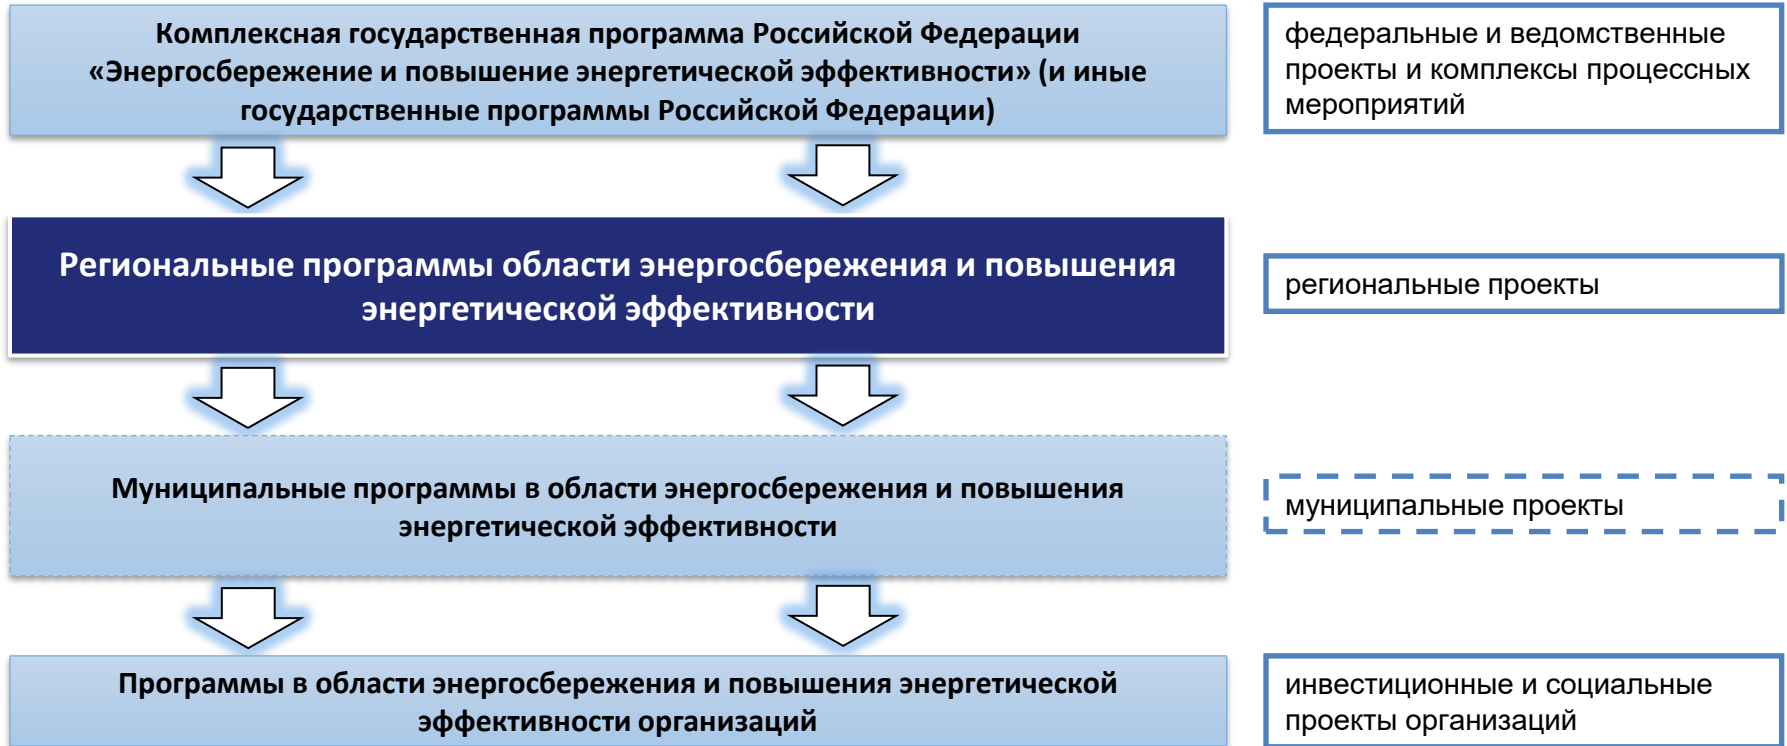 Комплексная государственная программа Российской Федерации
«Энергосбережение и повышение энергетической эффективности» (и иные
государственные программы Российской Федерации)
федеральные и ведомственные
проекты и комплексы процессных
мероприятий
Региональные программы области энергосбережения и повышения
энергетической эффективности
региональные проекты
Муниципальные программы в области энергосбережения и повышения
энергетической эффективности
муниципальные проекты
Программы в области энергосбережения и повышения энергетической
эффективности организаций
инвестиционные и социальные
проекты организаций